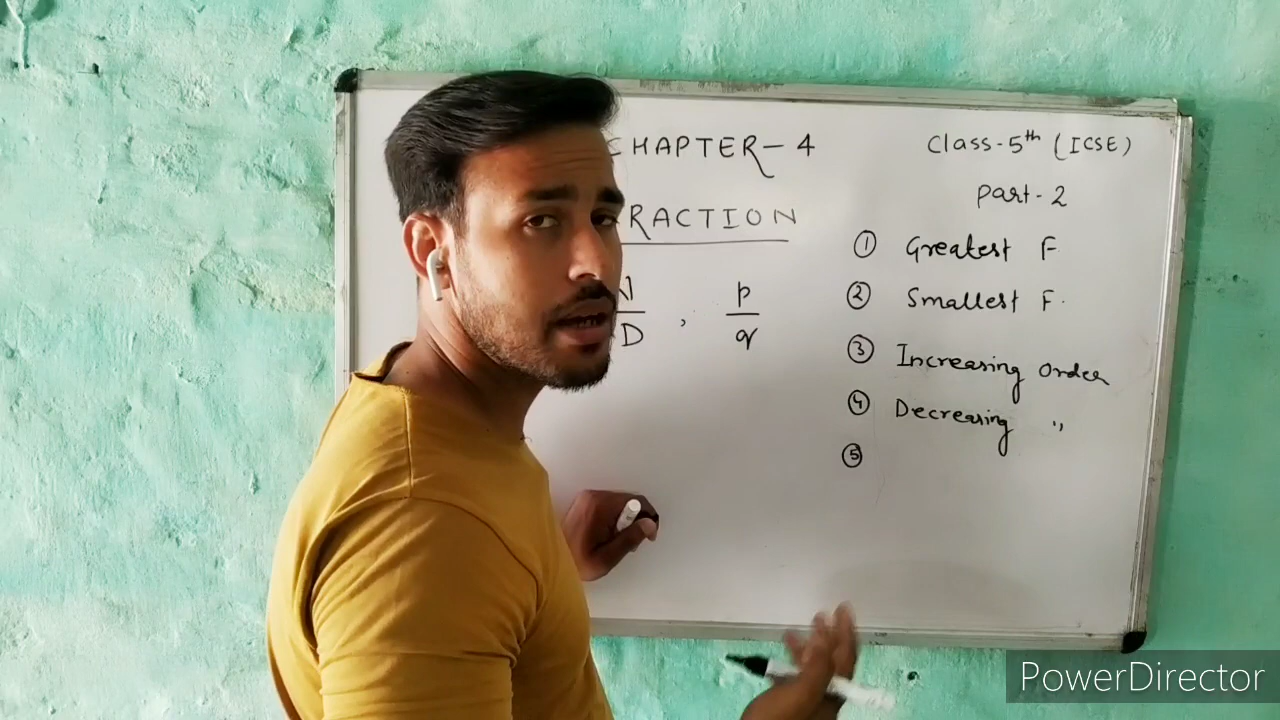 CHAPTER-4
Class-5th (ICSE)
Part-2
RACTION
① Greatest F
② Smallest F.
③ Increasing Order
④ Decreasing "
⑤
N/D , p/q
PowerDirector